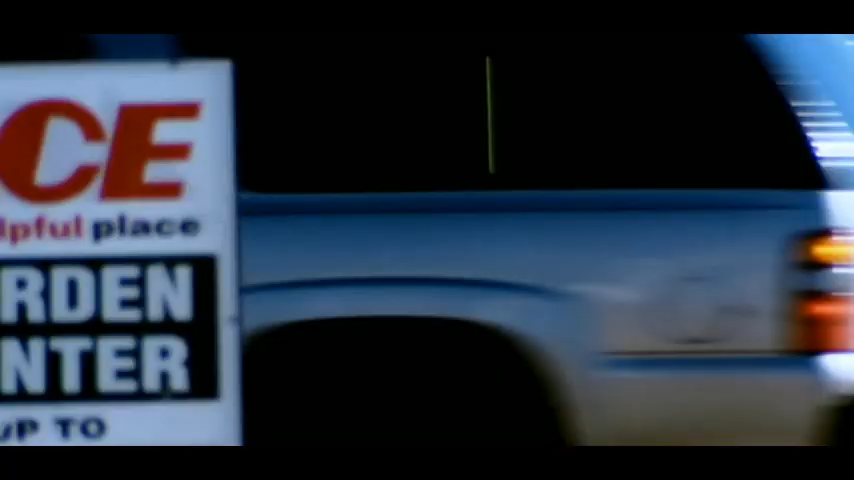 CE
lpful place
RDEN
NTER
UP TO